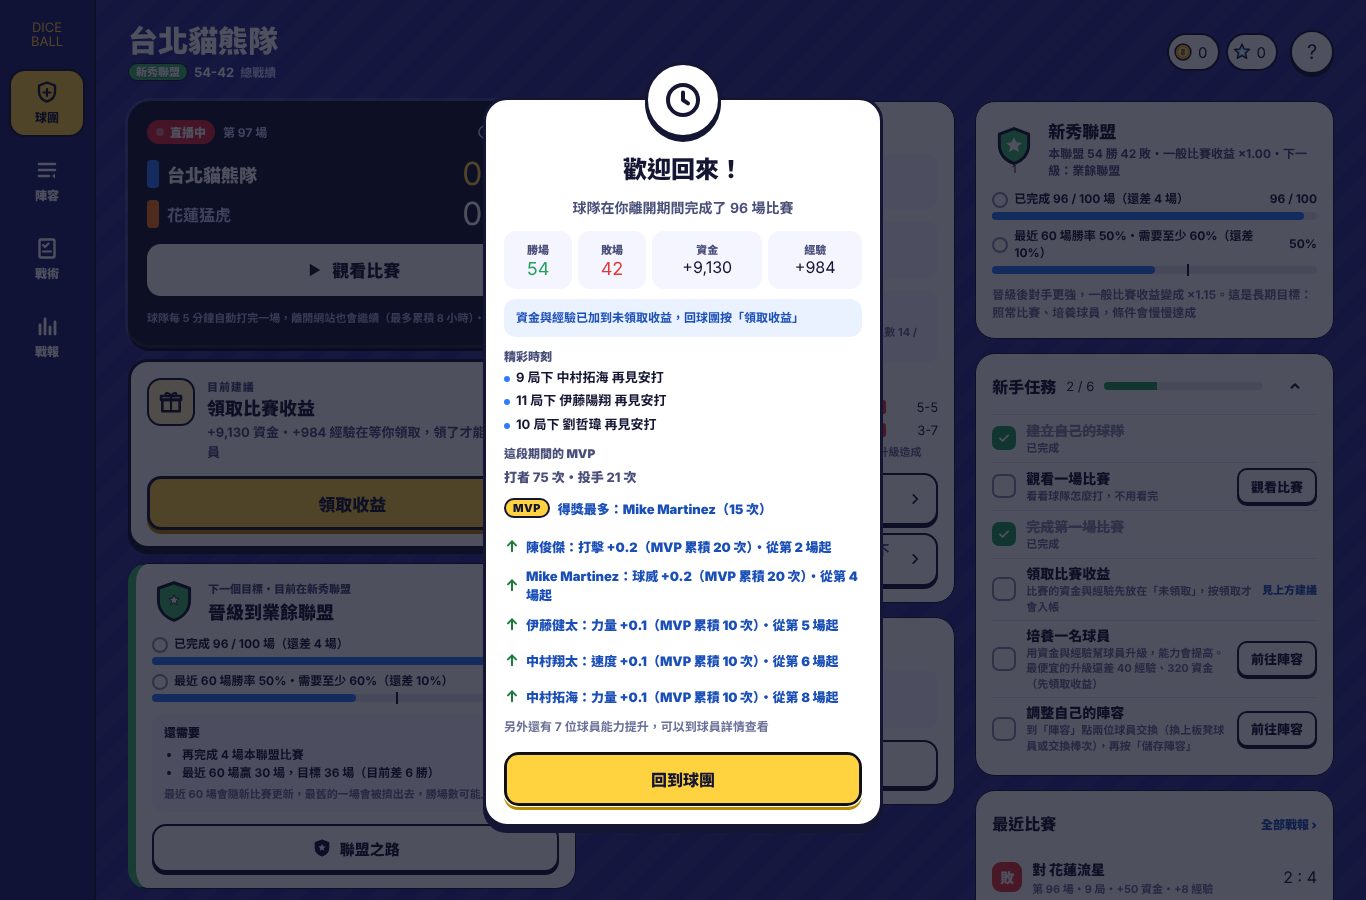 DICE
BALL
球團
陣容
戰術
戰報
台北貓熊隊
新秀聯盟 54-42 總戰績
0
0
?
直播中 第 97 場
台北貓熊隊 0
花蓮猛虎 0
觀看比賽
球隊每 5 分鐘自動打完一場，離開網站也會繼續（最多累積 8 小時）·
目前建議
領取比賽收益
+9,130 資金・+984 經驗在等你領取，領了才能
員
領取收益
下一個目標・目前在新秀聯盟
晉級到業餘聯盟
已完成 96 / 100 場（還差 4 場）
最近 60 場勝率 50%・需要至少 60%（還差 10%）
還需要
再完成 4 場本聯盟比賽
最近 60 場贏 30 場，目標 36 場（目前差 6 勝）
最近 60 場會隨新比賽更新，最舊的一場會被擠出去，勝場數可能
聯盟之路
歡迎回來！
球隊在你離開期間完成了 96 場比賽
勝場 敗場 資金 經驗
54 42 +9,130 +984
資金與經驗已加到未領取收益，回球團按「領取收益」
精彩時刻
9 局下 中村拓海 再見安打
11 局下 伊藤陽翔 再見安打
10 局下 劉哲瑋 再見安打
這段期間的 MVP
打者 75 次・投手 21 次
MVP 得獎最多：Mike Martinez（15 次）
陳俊傑：打擊 +0.2（MVP 累積 20 次）・從第 2 場起
Mike Martinez：球威 +0.2（MVP 累積 20 次）・從第 4
場起
伊藤健太：力量 +0.1（MVP 累積 10 次）・從第 5 場起
中村翔太：速度 +0.1（MVP 累積 10 次）・從第 6 場起
中村拓海：力量 +0.1（MVP 累積 10 次）・從第 8 場起
另外還有 7 位球員能力提升，可以到球員詳情查看
回到球團
數 14 /
5-5
3-7
升級造成
新秀聯盟
本聯盟 54 勝 42 敗・一般比賽收益 ×1.00・下一
級：業餘聯盟
已完成 96 / 100 場（還差 4 場） 96 / 100
最近 60 場勝率 50%・需要至少 60%（還差
10%） 50%
晉級後對手更強，一般比賽收益變成 ×1.15。這是長期目標：
照常比賽、培養球員，條件會慢慢達成
新手任務 2 / 6
建立自己的球隊
已完成
觀看一場比賽
看看球隊怎麼打，不用看完
觀看比賽
完成第一場比賽
已完成
領取比賽收益
比賽的資金與經驗先放在「未領取」，按領取才
會入帳
見上方建議
培養一名球員
用資金與經驗幫球員升級，能力會提高。
最便宜的升級還差 40 經驗、320 資金
（先領取收益）
前往陣容
調整自己的陣容
到「陣容」點兩位球員交換（換上板凳球
員或交換棒次），再按「儲存陣容」
前往陣容
最近比賽 全部戰報 ›
敗 對 花蓮流星 2 : 4
第 96 場・9 局・+50 資金・+8 經驗